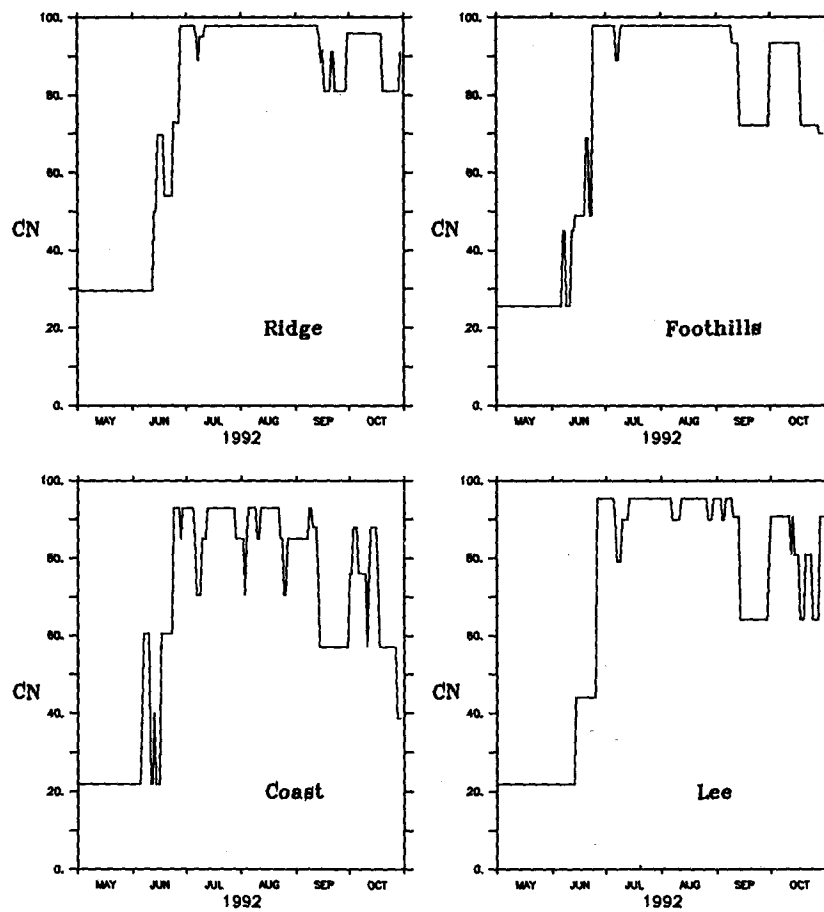 100.
80.
60.
CN
40.
20.
0.
Ridge
MAY JUN JUL AUG SEP OCT
1992
100.
80.
60.
CN
40.
20.
0.
Foothills
MAY JUN JUL AUG SEP OCT
1992
100.
80.
60.
CN
40.
20.
0.
Coast
MAY JUN JUL AUG SEP OCT
1992
100.
80.
60.
CN
40.
20.
0.
Lee
MAY JUN JUL AUG SEP OCT
1992